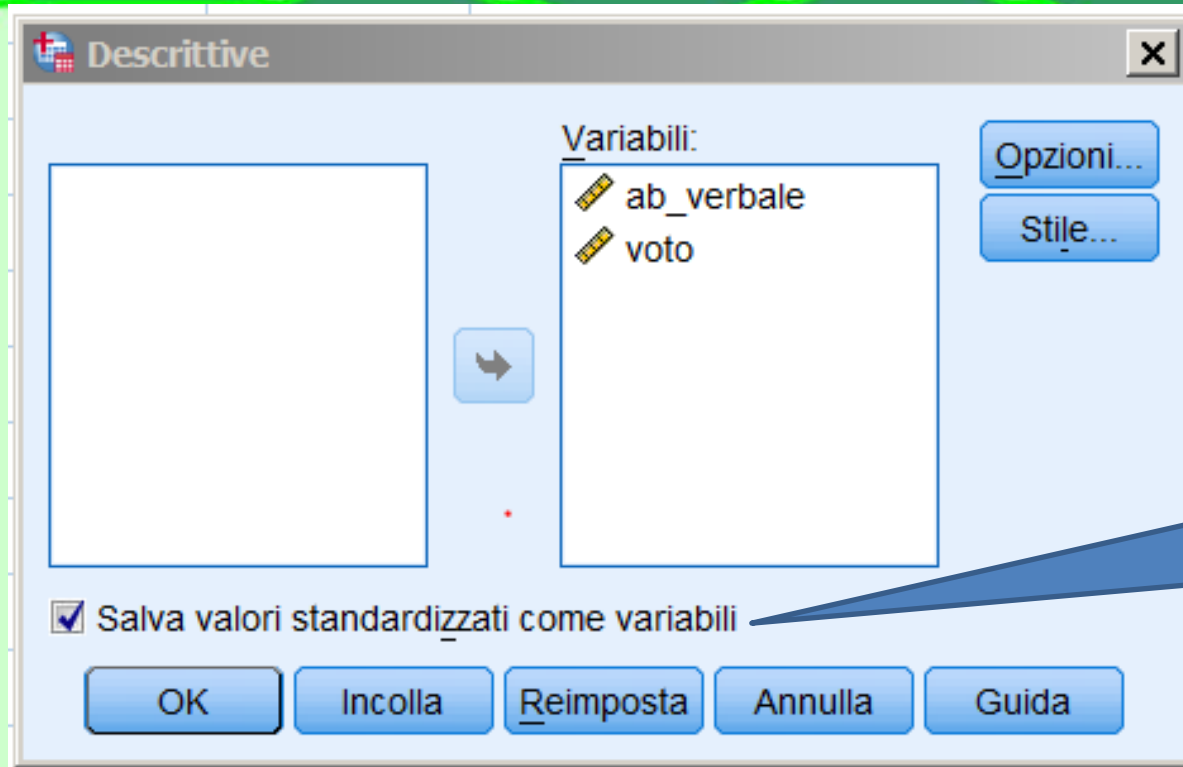 Descrittive
Variabili:
ab_verbale
voto
Opzioni...
Stile...
Salva valori standardizzati come variabili
OK Incolla Reimposta Annulla Guida